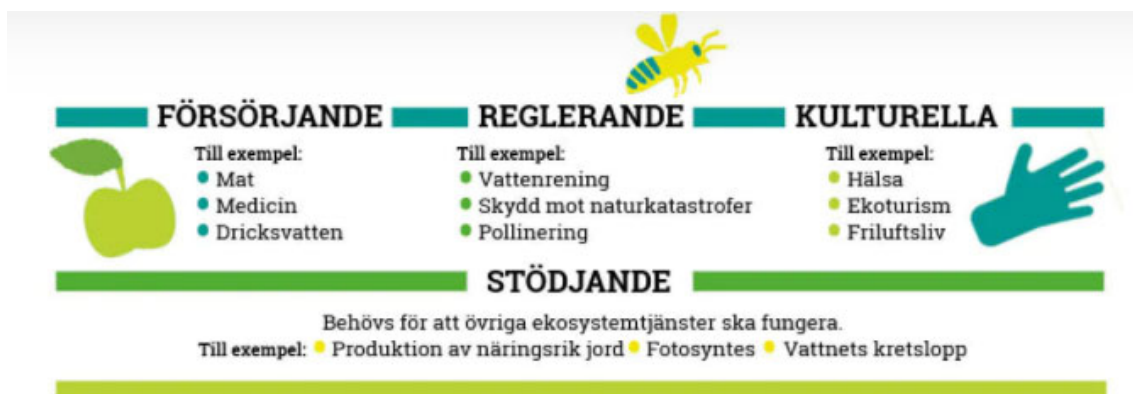 FÖRSÖRJANDE
Till exempel:
Mat
Medicin
Dricksvatten
REGLERANDE
Till exempel:
Vattenrening
Skydd mot naturkatastrofer
Pollinering
KULTURELLA
Till exempel:
Hälsa
Ekoturism
Friluftsliv
STÖDJANDE
Behövs för att övriga ekosystemtjänster ska fungera.
Till exempel: • Produktion av näringsrik jord • Fotosyntes • Vattnets kretslopp